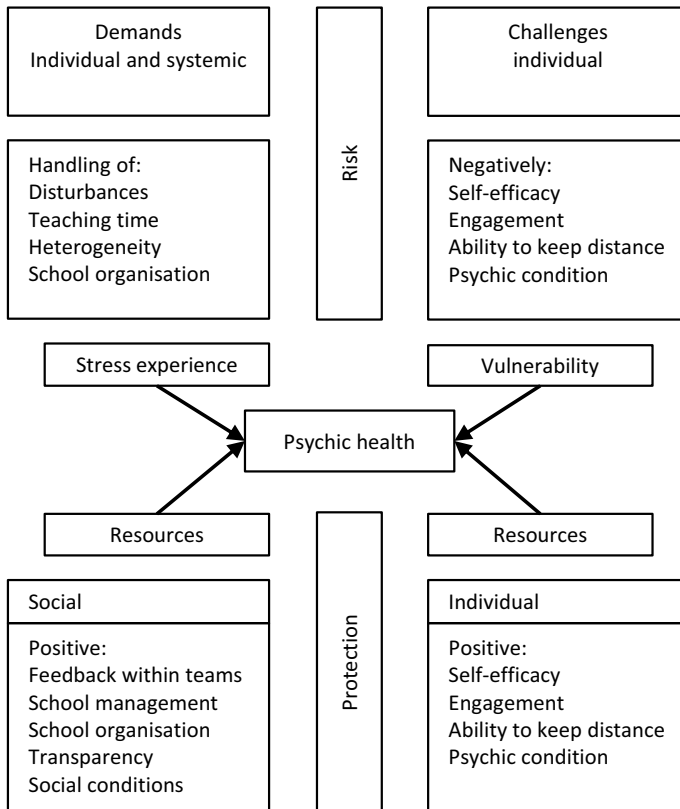 Demands
Individual and systemic
Challenges
individual
Risk
Handling of:
Disturbances
Teaching time
Heterogeneity
School organisation
Negatively:
Self-efficacy
Engagement
Ability to keep distance
Psychic condition
Stress experience
Vulnerability
Psychic health
Resources
Resources
Protection
Social
Positive:
Feedback within teams
School management
School organisation
Transparency
Social conditions
Individual
Positive:
Self-efficacy
Engagement
Ability to keep distance
Psychic condition